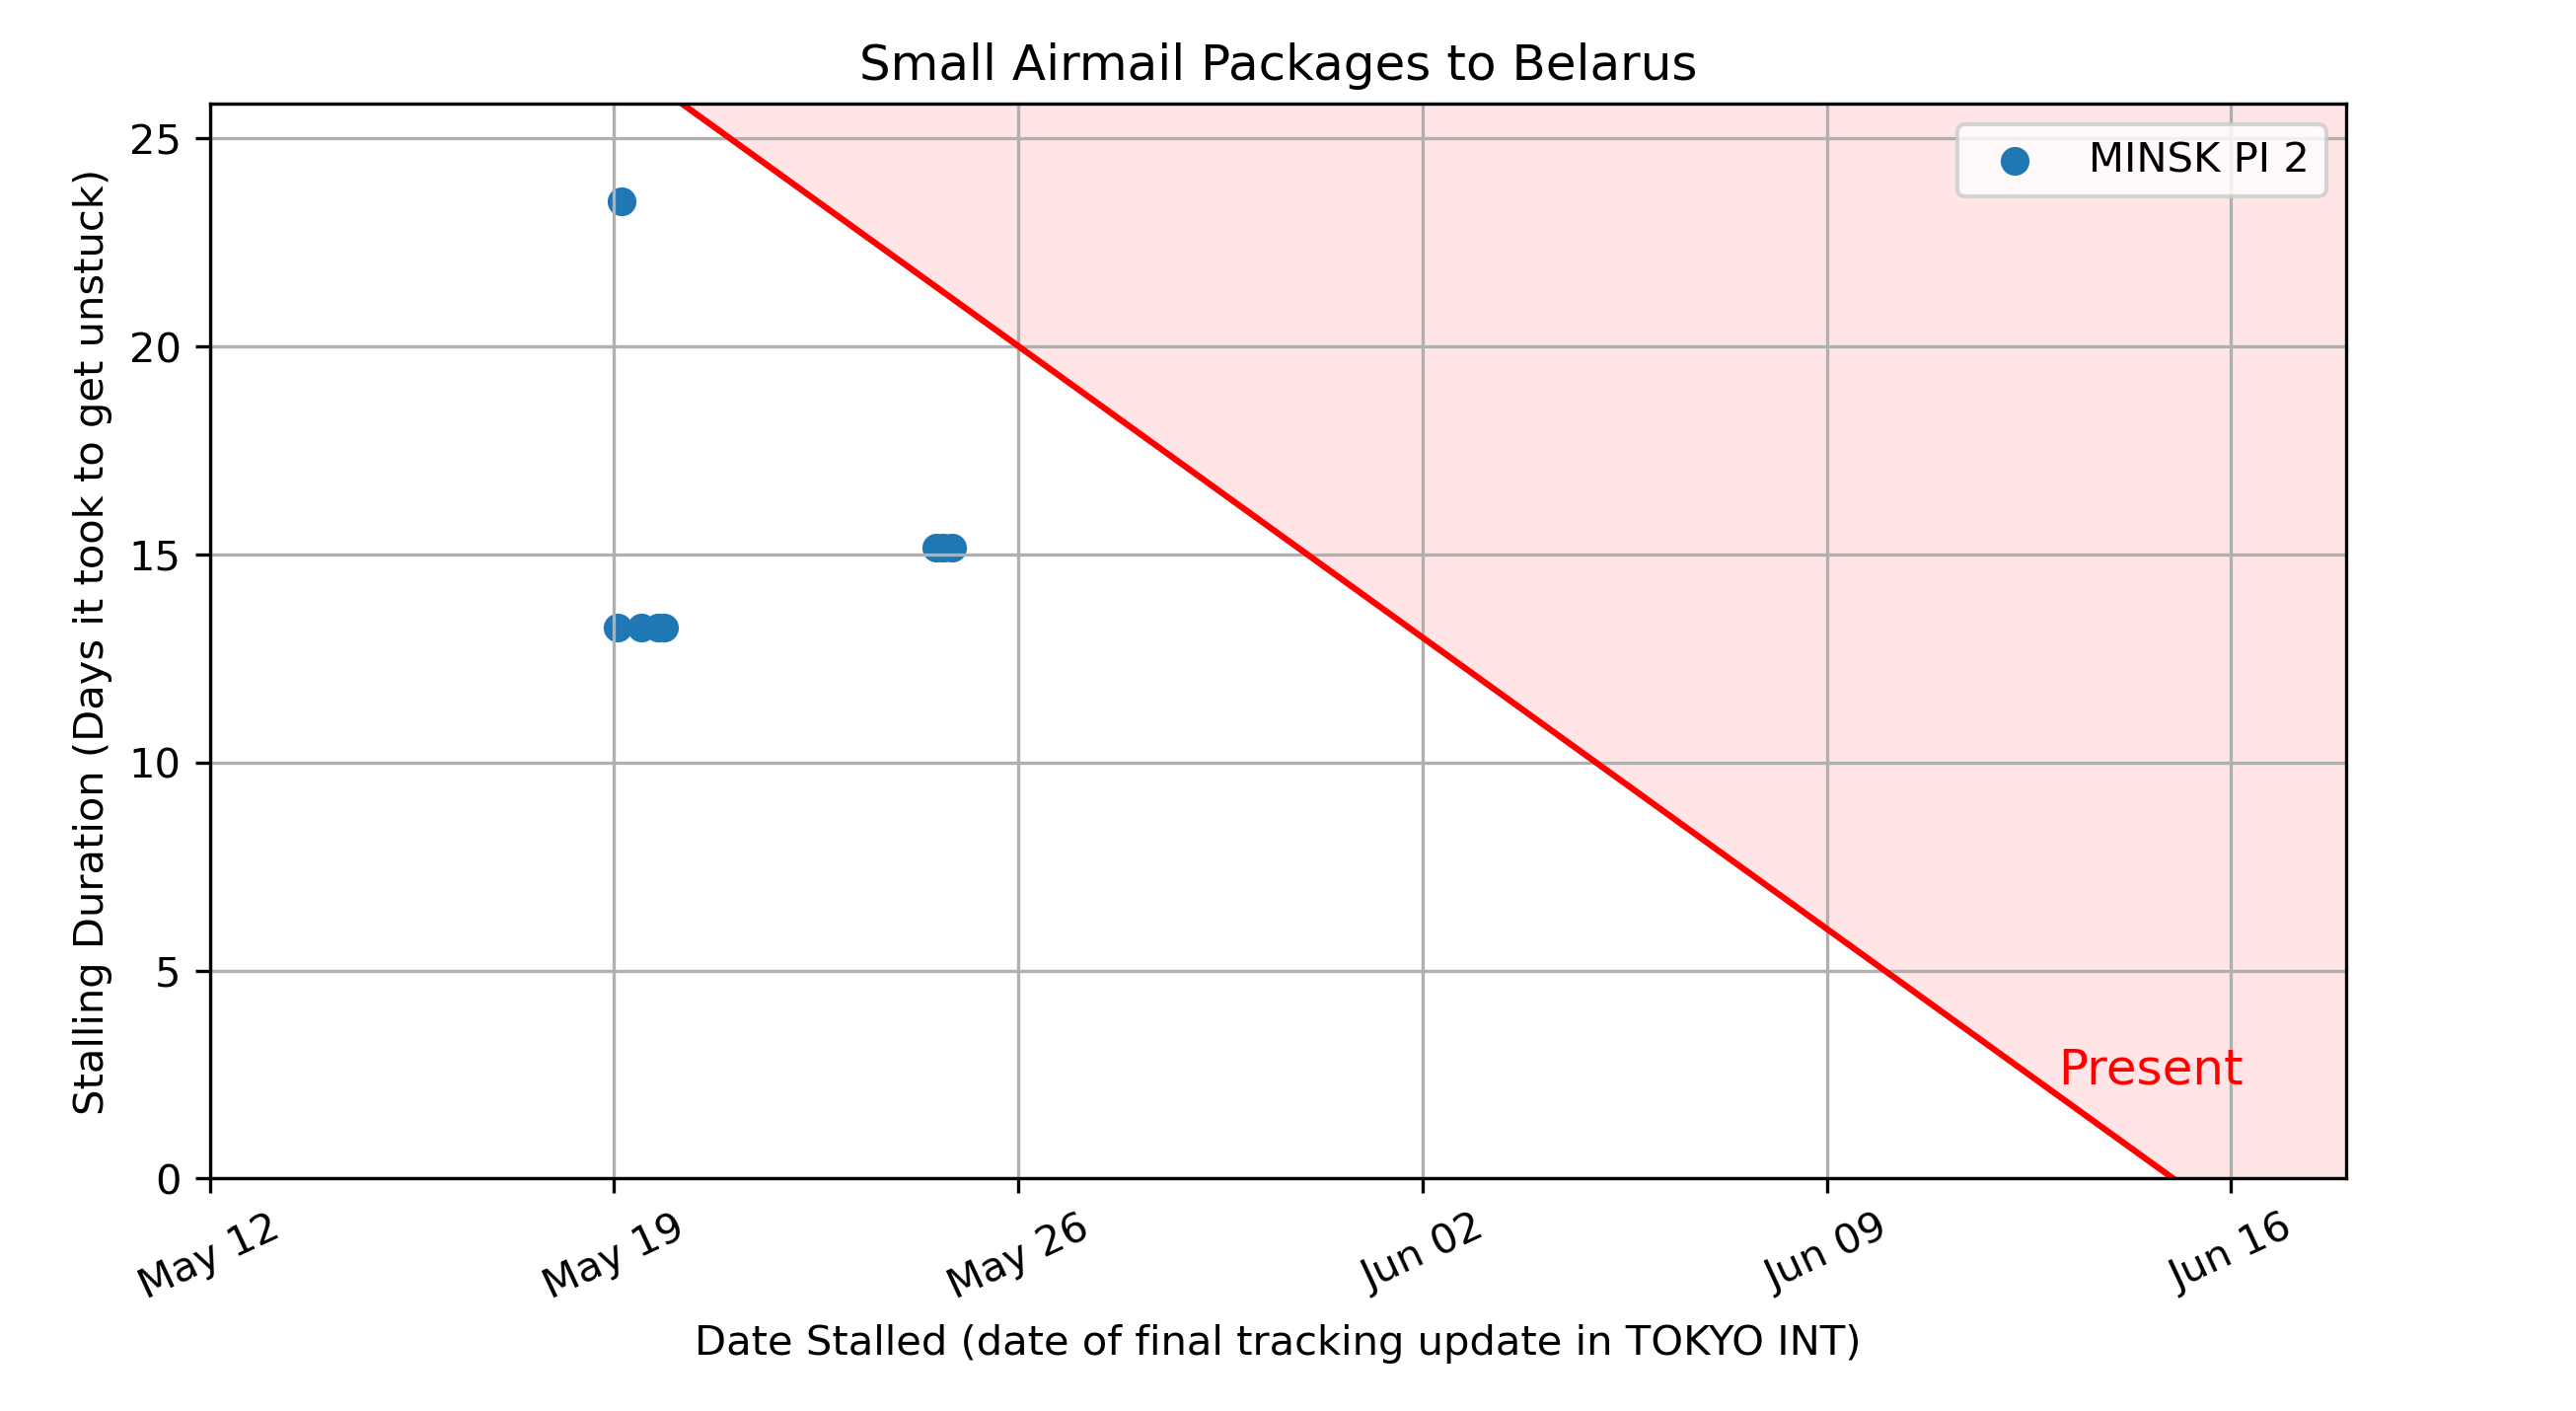 Small Airmail Packages to Belarus
Stalling Duration (Days it took to get unstuck)
25
20
15
10
5
0
MINSK PI 2
Present
May 12
May 19
May 26
Jun 02
Jun 09
Jun 16
Date Stalled (date of final tracking update in TOKYO INT)